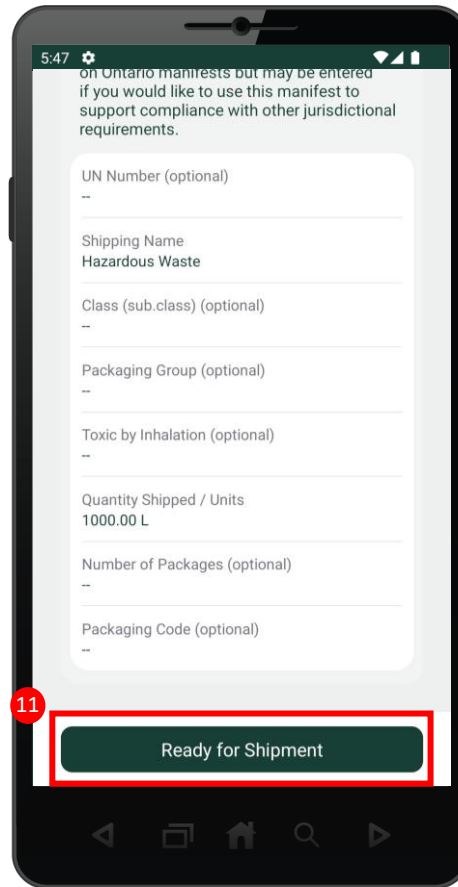 5:47
on Ontario manifests but may be entered
if you would like to use this manifest to
support compliance with other jurisdictional
requirements.
UN Number (optional)
--
Shipping Name
Hazardous Waste
Class (sub.class) (optional)
--
Packaging Group (optional)
--
Toxic by Inhalation (optional)
--
Quantity Shipped / Units
1000.00 L
Number of Packages (optional)
--
Packaging Code (optional)
--
11
Ready for Shipment